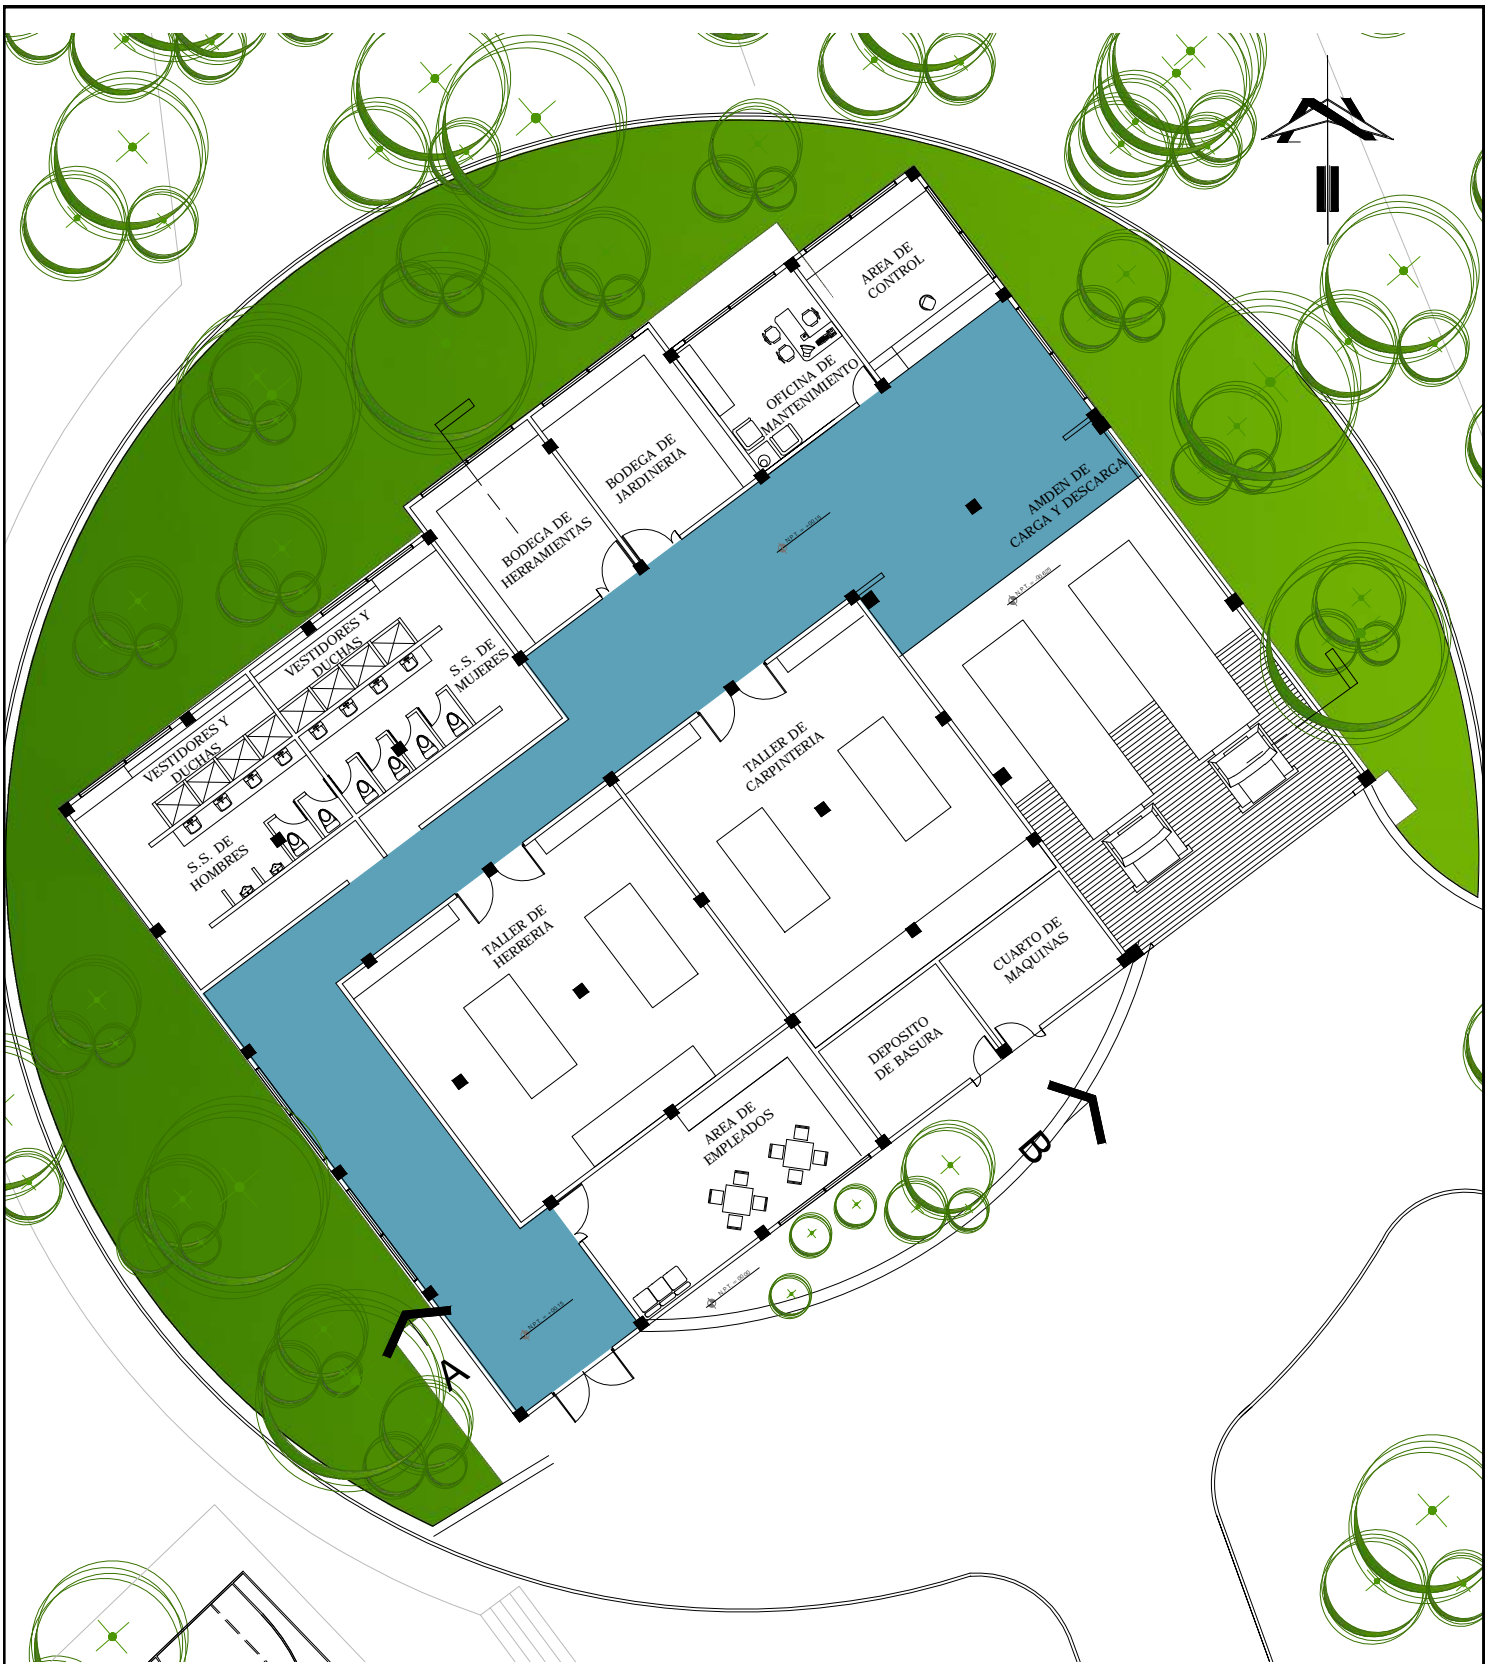 AREA DE
CONTROL
OFICINA DE
MANTENIMIENTO
BODEGA DE
JARDINERIA
BODEGA DE
HERRAMIENTAS
AMDEN DE
CARGA Y DESCARGA
VESTIDORES Y
DUCHAS
S.S. DE
MUJERES
VESTIDORES Y
DUCHAS
S.S. DE
HOMBRES
TALLER DE
CARPINTERIA
TALLER DE
HERRERIA
CUARTO DE
MAQUINAS
DEPOSITO
DE BASURA
AREA DE
EMPLEADOS
B
A